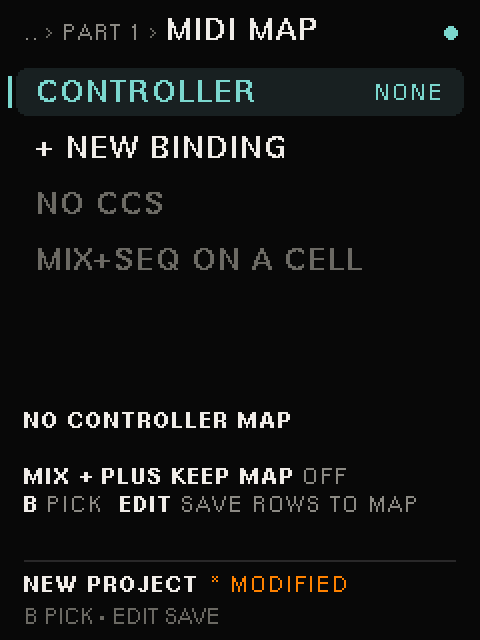 .. › PART 1 › MIDI MAP
CONTROLLER NONE
+ NEW BINDING
NO CCS
MIX+SEQ ON A CELL
NO CONTROLLER MAP
MIX + PLUS KEEP MAP OFF
B PICK EDIT SAVE ROWS TO MAP
NEW PROJECT * MODIFIED
B PICK · EDIT SAVE